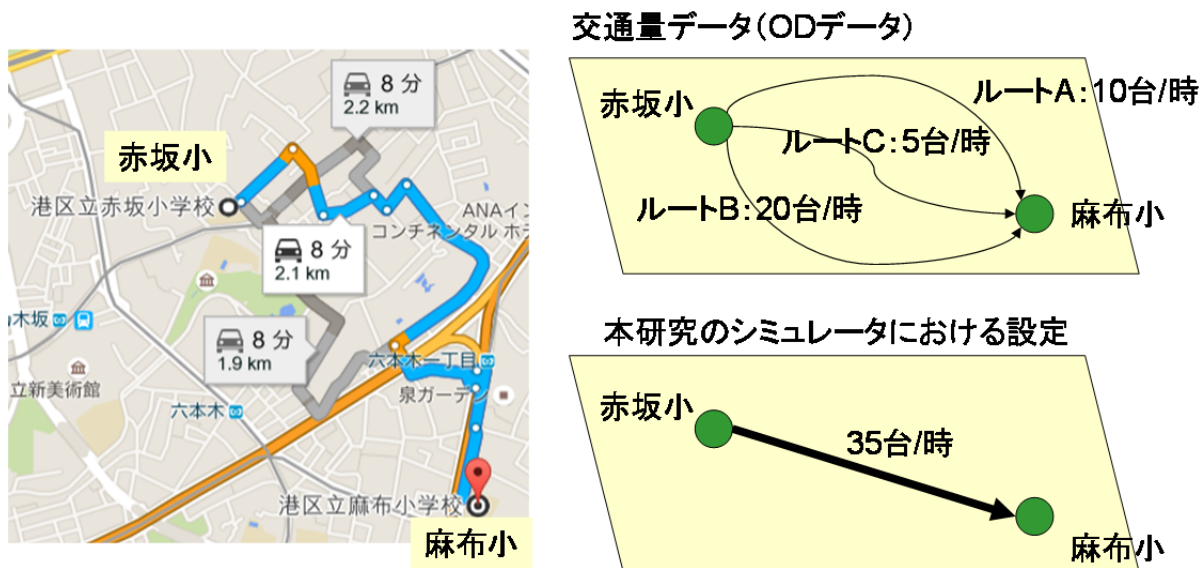 8 分
2.2 km
赤坂小
港区立赤坂小学校
ANAイン
コンチネンタル ホテ
8 分
2.1 km
木坂
8 分
1.9 km
六本木一丁目
立新美術館
泉ガーデン
六本木
港区立麻布小学校
麻布小
交通量データ(ODデータ)
赤坂小
ルートA:10台/時
ルートC:5台/時
ルートB:20台/時
麻布小
本研究のシミュレータにおける設定
赤坂小
35台/時
麻布小